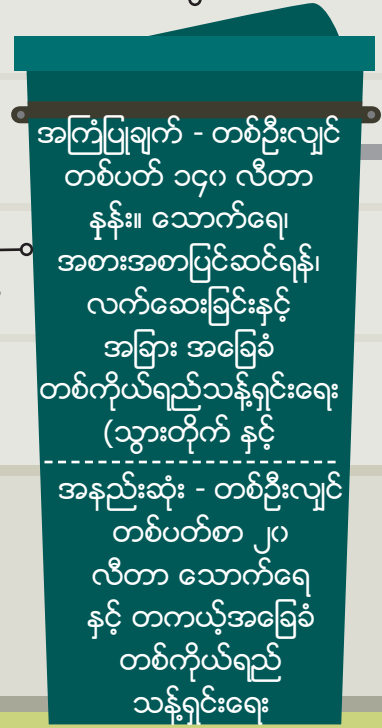 အကြံပြုချက် - တစ်ဦးလျှင်
တစ်ပတ် ၁၄၀ လီတာ
နှုန်း။ သောက်ရေ၊
အစားအစာပြင်ဆင်ရန်၊
လက်ဆေးခြင်းနှင့်
အခြား အခြေခံ
တစ်ကိုယ်ရည်သန့်ရှင်းရေး
(သွားတိုက် နှင့်
အနည်းဆုံး - တစ်ဦးလျှင်
တစ်ပတ်စာ ၂၀
လီတာ သောက်ရေ
နှင့် တကယ့်အခြေခံ
တစ်ကိုယ်ရည်
သန့်ရှင်းရေး